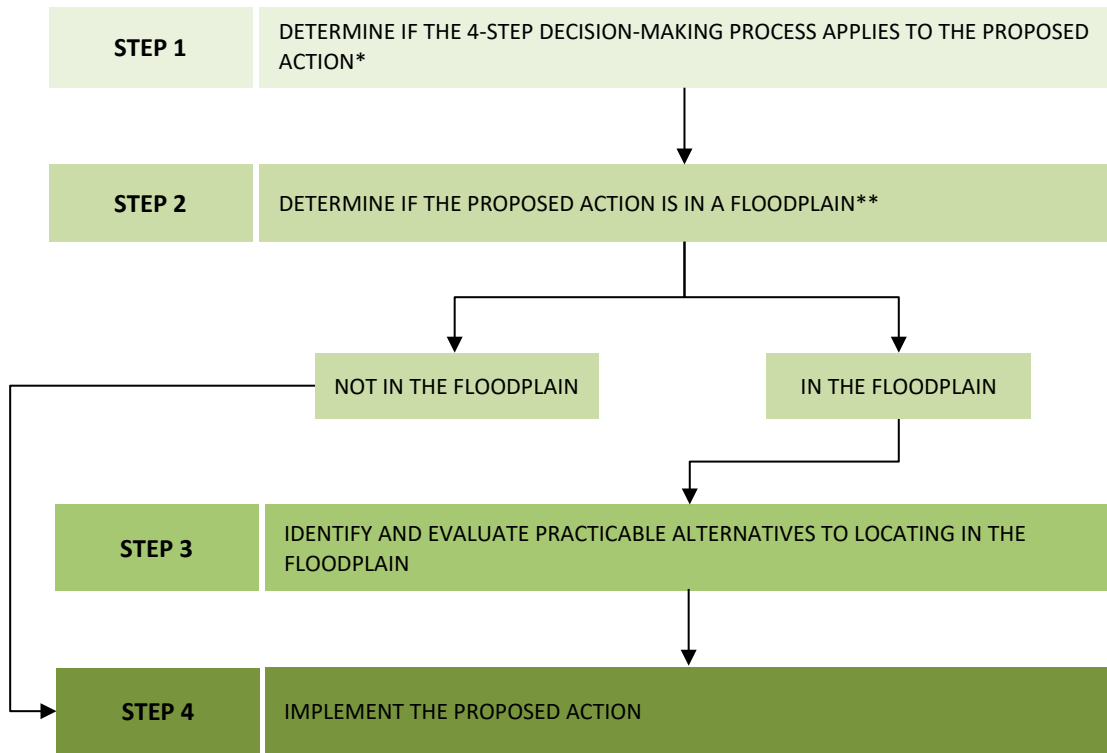 STEP 1
DETERMINE IF THE 4-STEP DECISION-MAKING PROCESS APPLIES TO THE PROPOSED
ACTION*
STEP 2
DETERMINE IF THE PROPOSED ACTION IS IN A FLOODPLAIN**
NOT IN THE FLOODPLAIN
IN THE FLOODPLAIN
STEP 3
IDENTIFY AND EVALUATE PRACTICABLE ALTERNATIVES TO LOCATING IN THE
FLOODPLAIN
STEP 4
IMPLEMENT THE PROPOSED ACTION